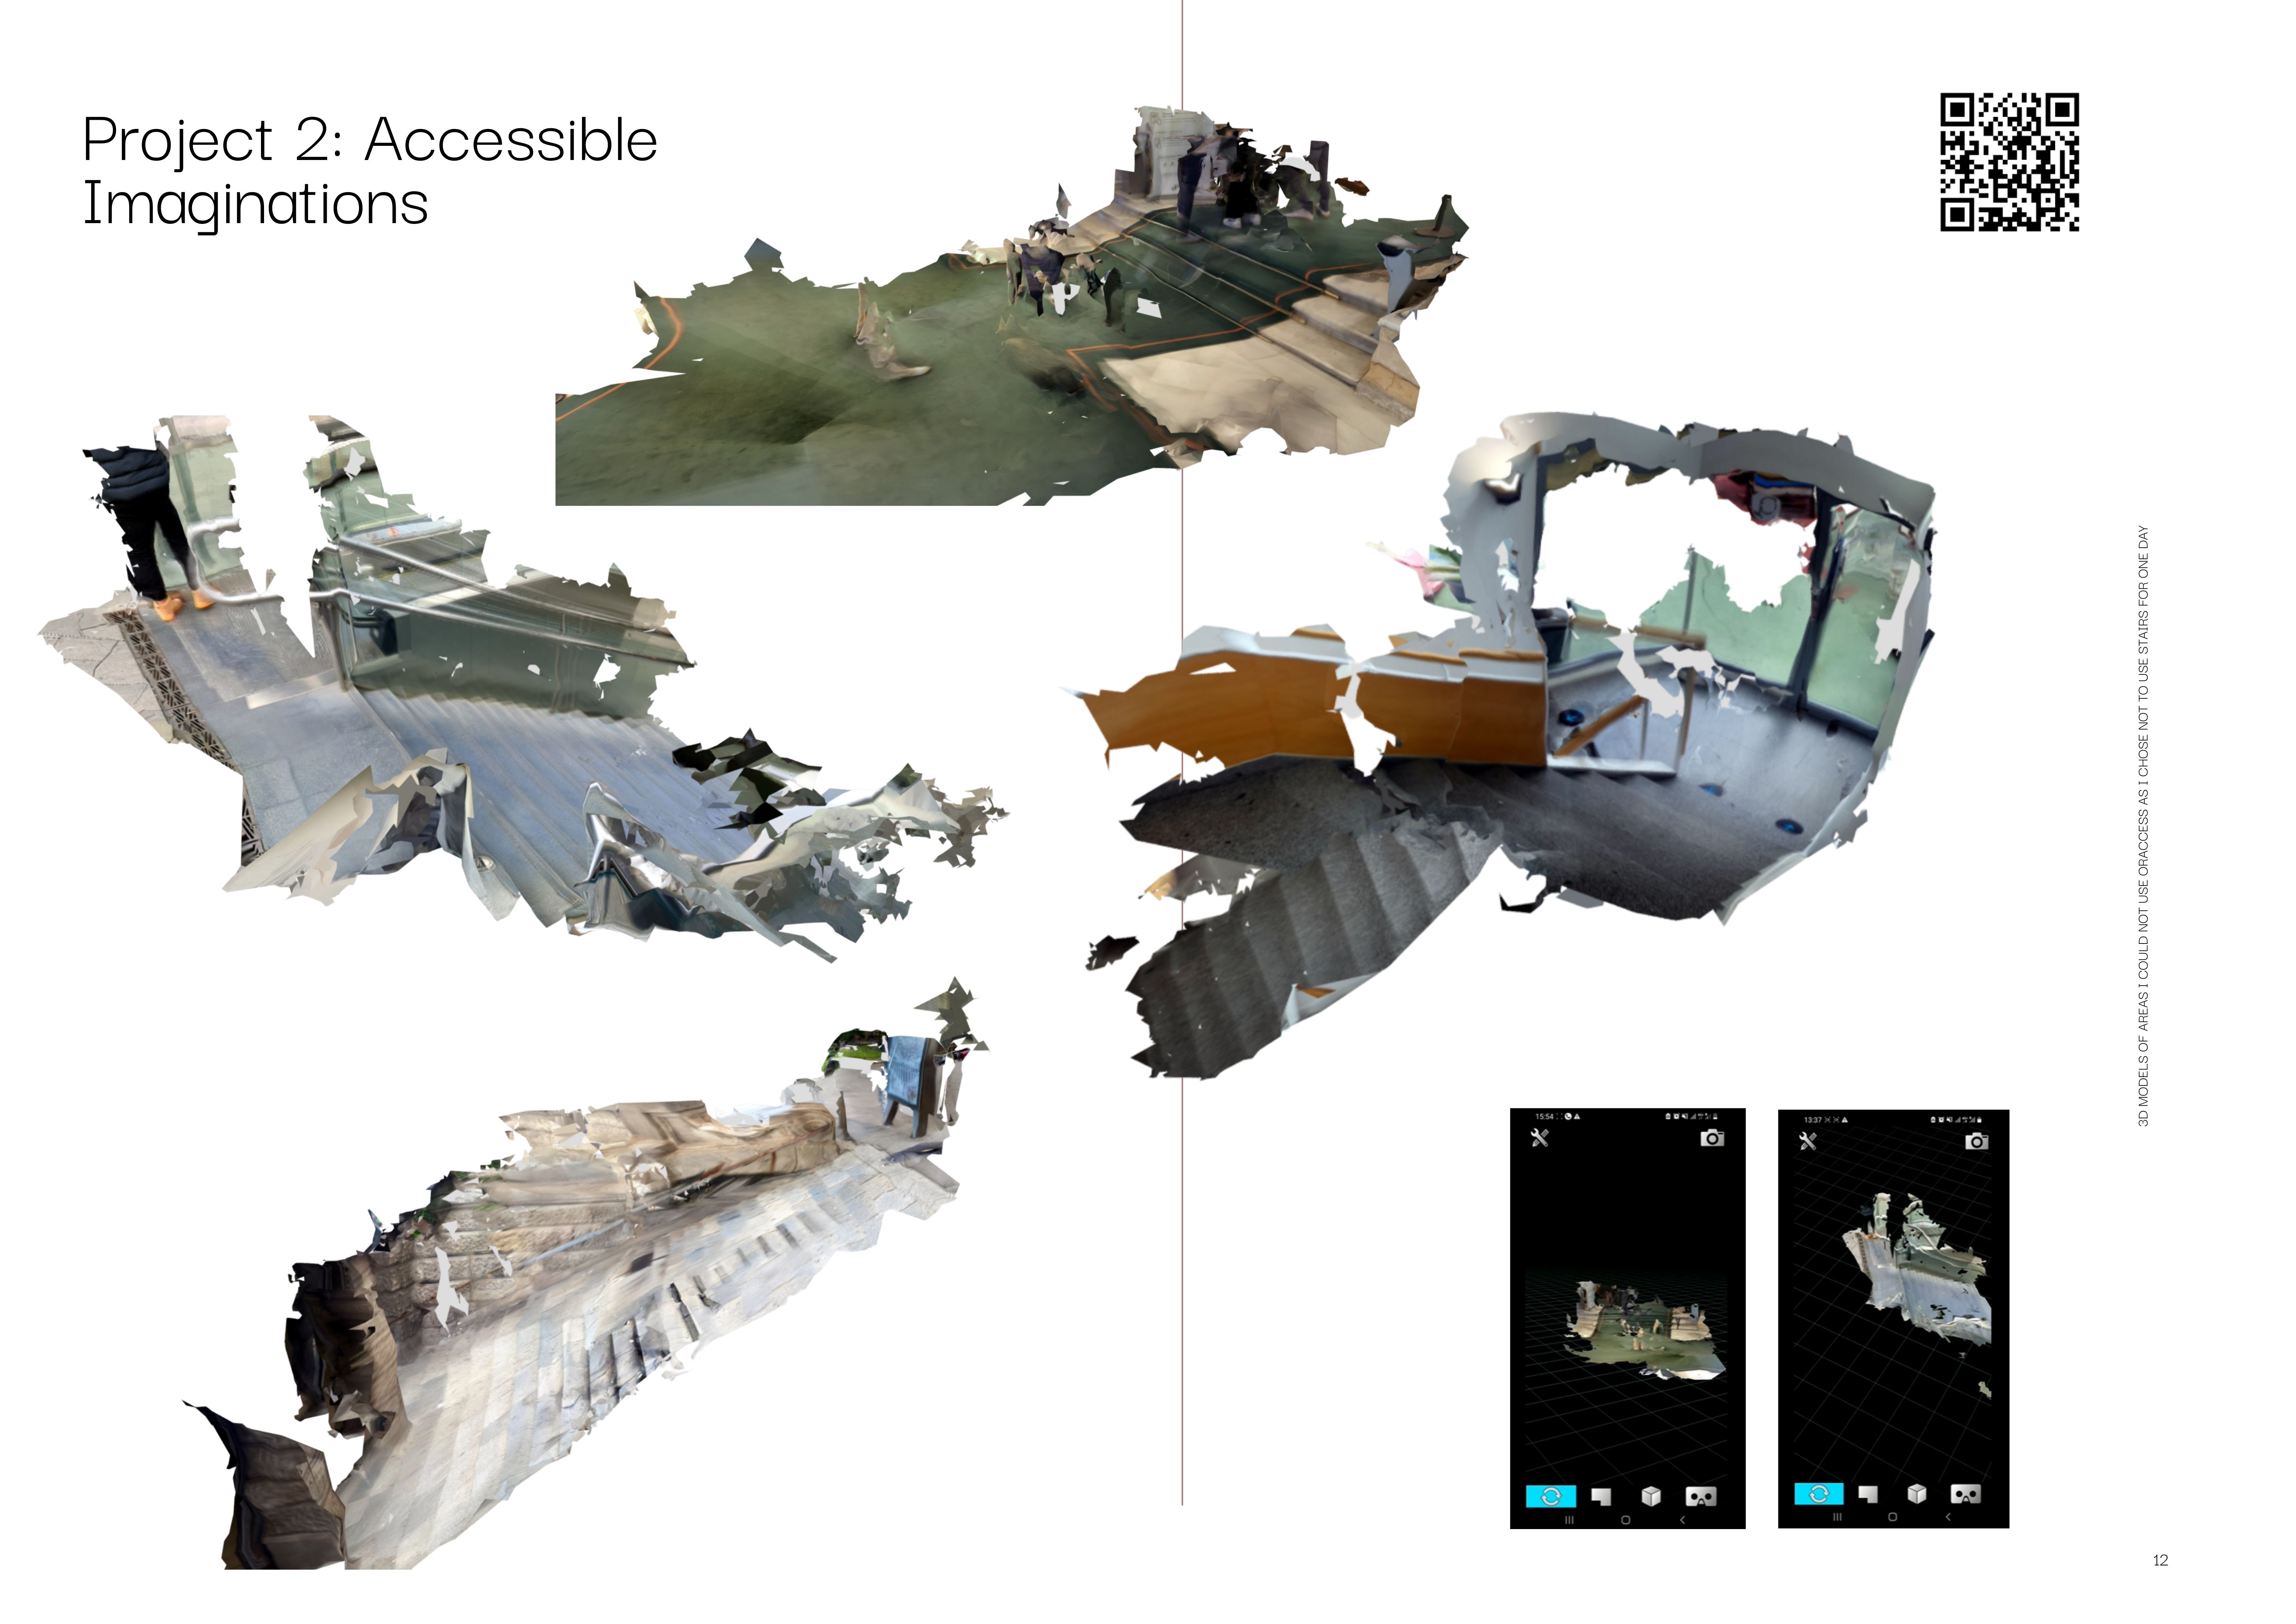 Project 2: Accessible
Imaginations
3D MODELS OF AREAS I COULD NOT USE ORACCESS AS I CHOSE NOT TO USE STAIRS FOR ONE DAY
15:54
13:37
12